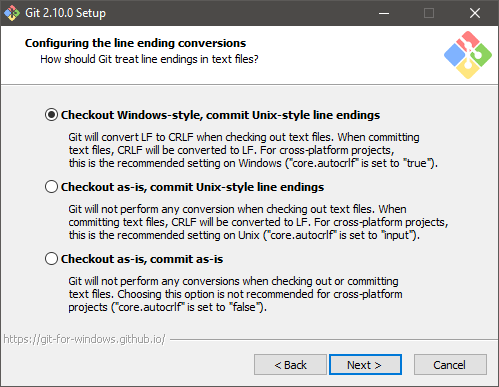 Git 2.10.0 Setup
Configuring the line ending conversions
How should Git treat line endings in text files?
Checkout Windows-style, commit Unix-style line endings
Git will convert LF to CRLF when checking out text files. When committing
text files, CRLF will be converted to LF. For cross-platform projects,
this is the recommended setting on Windows ("core.autocrlf" is set to "true").
Checkout as-is, commit Unix-style line endings
Git will not perform any conversion when checking out text files. When
committing text files, CRLF will be converted to LF. For cross-platform projects,
this is the recommended setting on Unix ("core.autocrlf" is set to "input").
Checkout as-is, commit as-is
Git will not perform any conversions when checking out or committing
text files. Choosing this option is not recommended for cross-platform
projects ("core.autocrlf" is set to "false").
https://git-for-windows.github.io/
< Back
Next >
Cancel